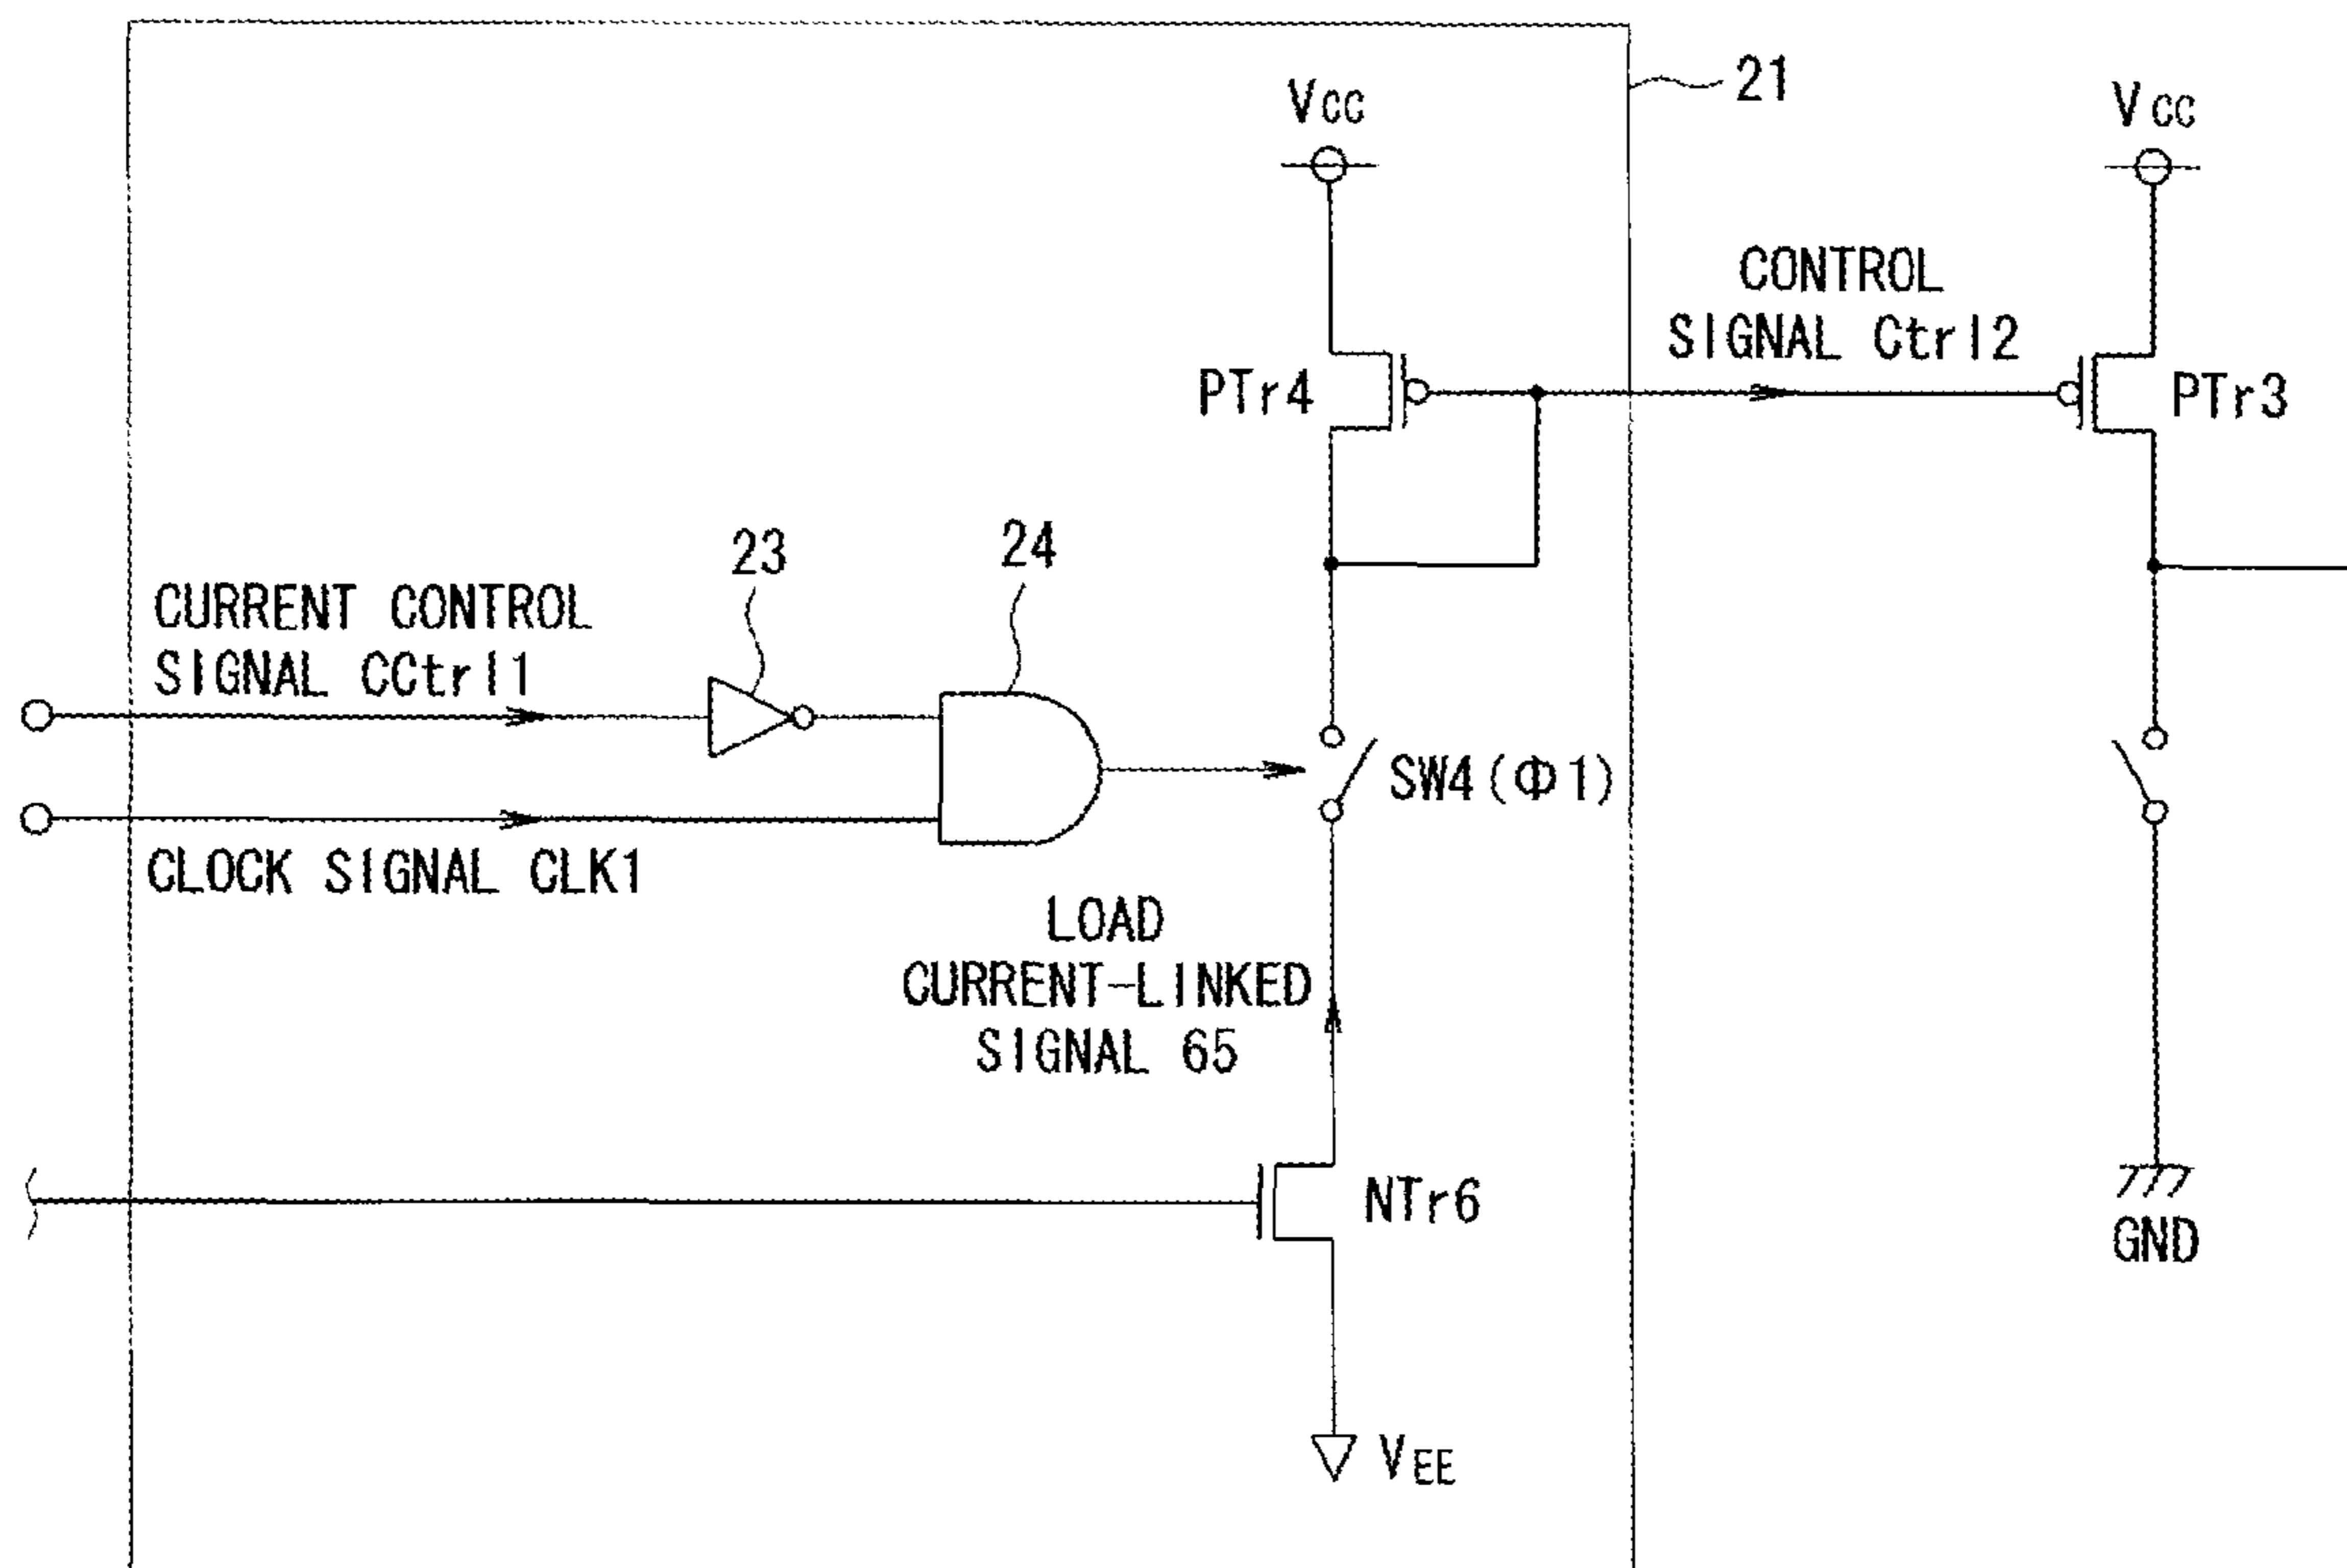 21
VCC
VCC
CONTROL
SIGNAL Ctrl2
PTr4
PTr3
23
24
CURRENT CONTROL
SIGNAL CCtrl1
SW4(Φ1)
CLOCK SIGNAL CLK1
LOAD
CURRENT-LINKED
SIGNAL 65
NTr6
GND
VEE